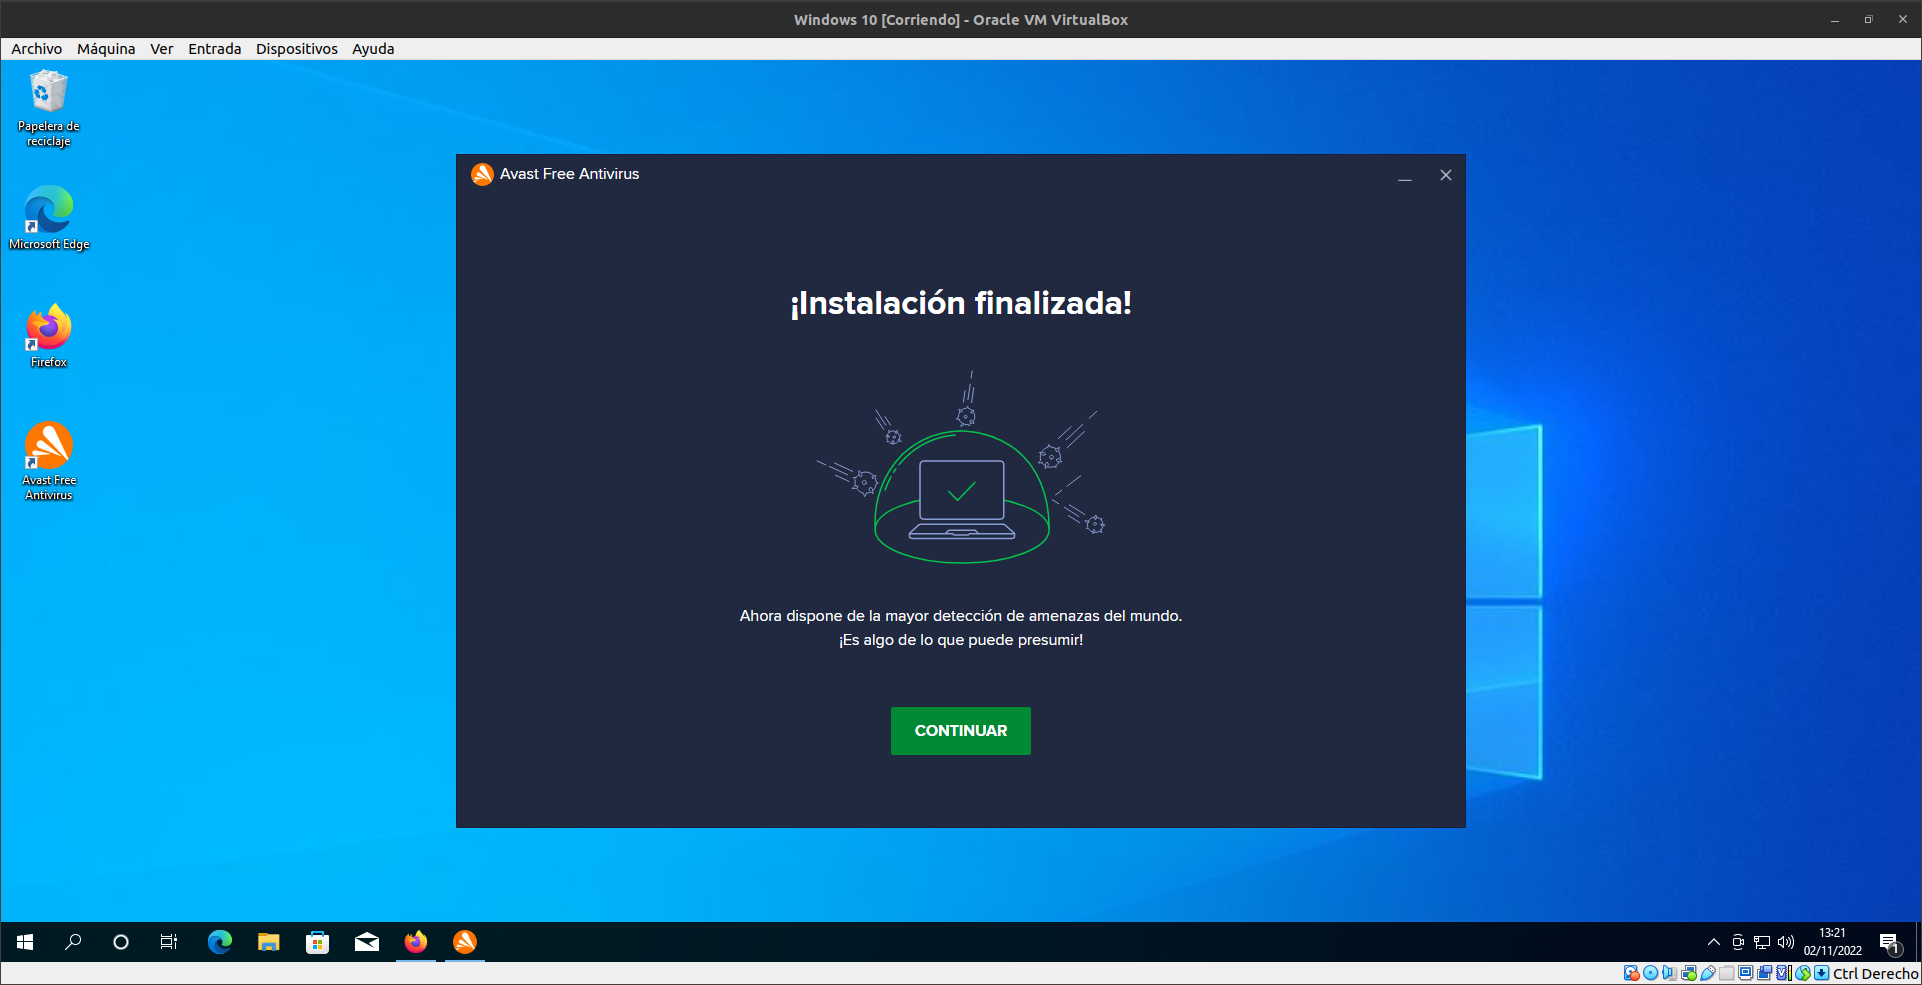 Windows 10 [Corriendo] - Oracle VM VirtualBox
Archivo Máquina Ver Entrada Dispositivos Ayuda
Papelera de
reciclaje
Microsoft Edge
Firefox
Avast Free
Antivirus
Avast Free Antivirus
¡Instalación finalizada!
Ahora dispone de la mayor detección de amenazas del mundo.
¡Es algo de lo que puede presumir!
CONTINUAR
13:21
02/11/2022
1
Ctrl Derecho